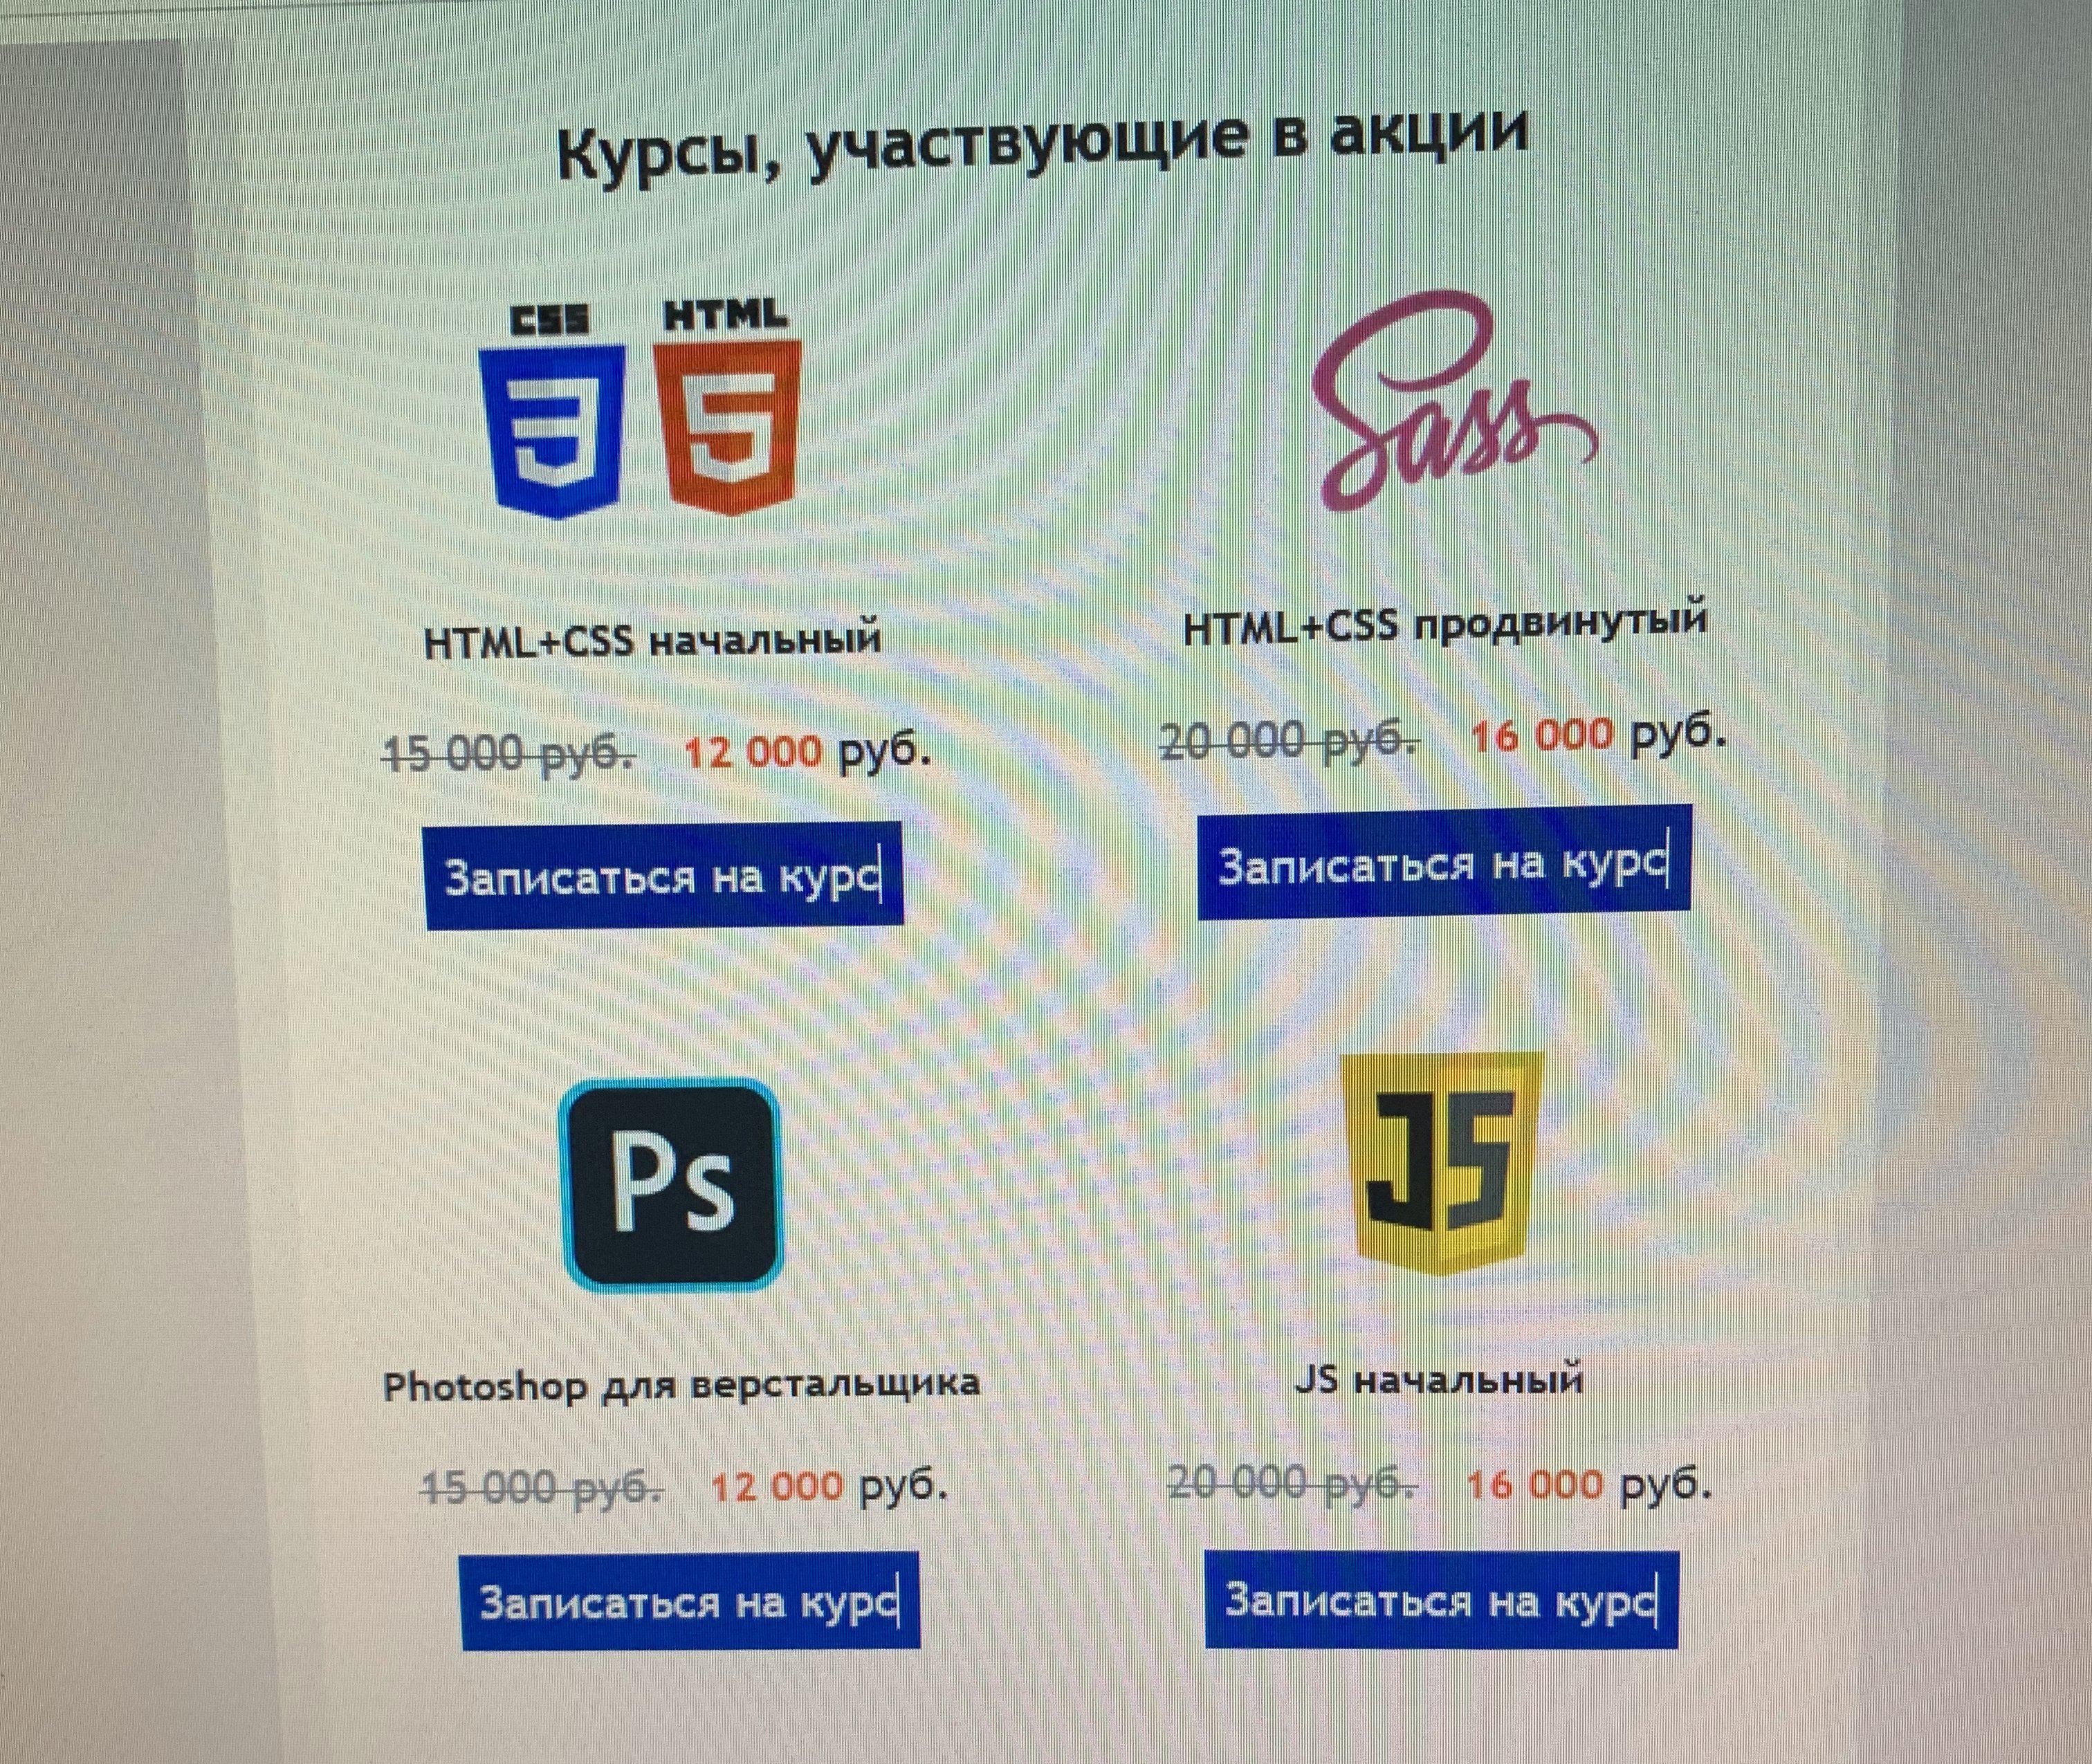 Курсы, участвующие в акции
CSS HTML
3 5
Sass
HTML+CSS начальный
HTML+CSS продвинутый
15 000 руб. 12 000 руб.
20 000 руб. 16 000 руб.
Записаться на курс
Записаться на курс
Ps
JS
Photoshop для верстальщика
JS начальный
15 000 руб. 12 000 руб.
20 000 руб. 16 000 руб.
Записаться на курс
Записаться на курс